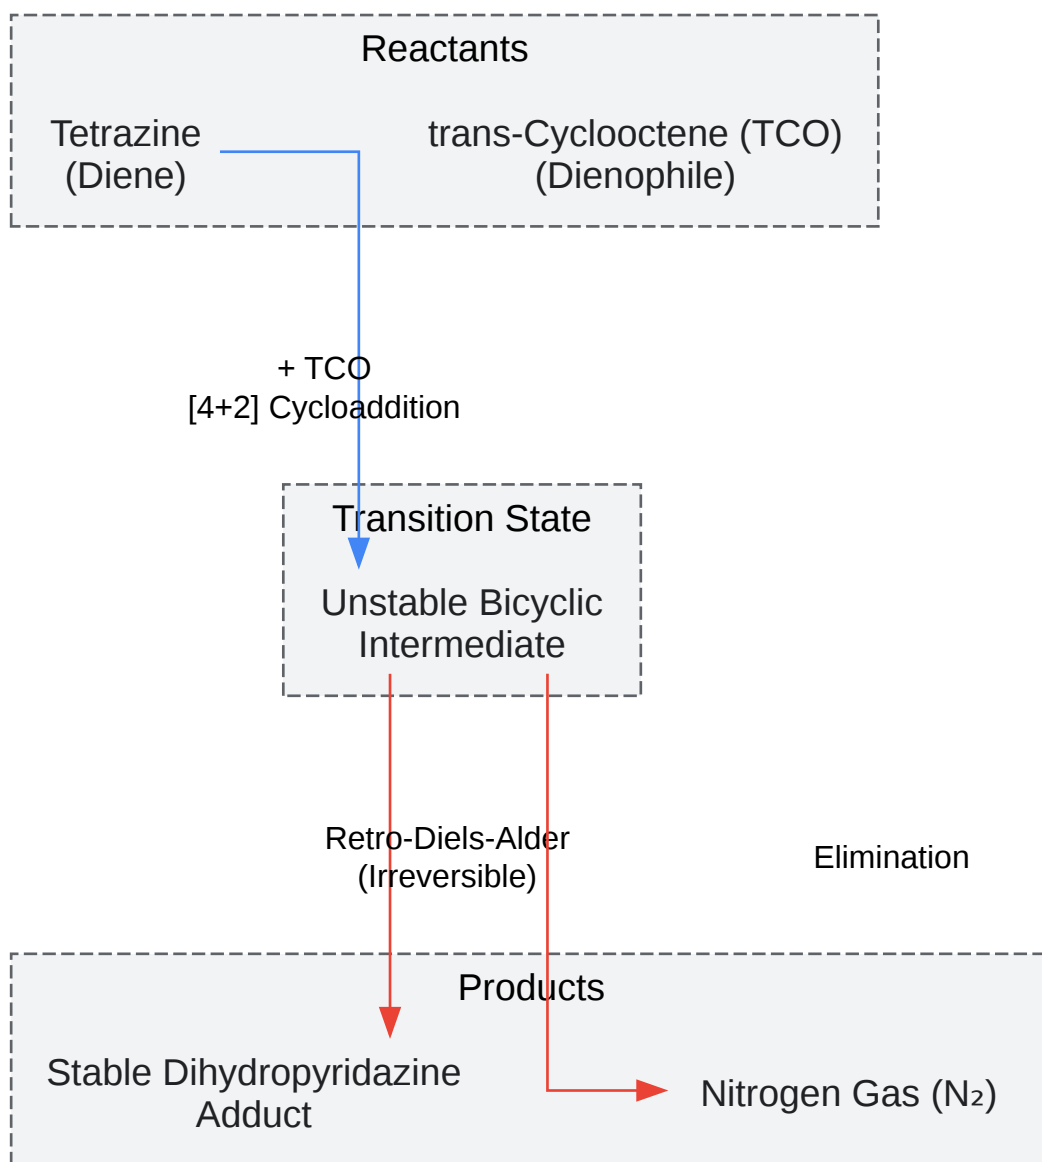 Reactants
Tetrazine
(Diene)
trans-Cyclooctene (TCO)
(Dienophile)
+ TCO
[4+2] Cycloaddition
Transition State
Unstable Bicyclic
Intermediate
Retro-Diels-Alder
(Irreversible)
Elimination
Products
Stable Dihydropyridazine
Adduct
Nitrogen Gas (N₂)